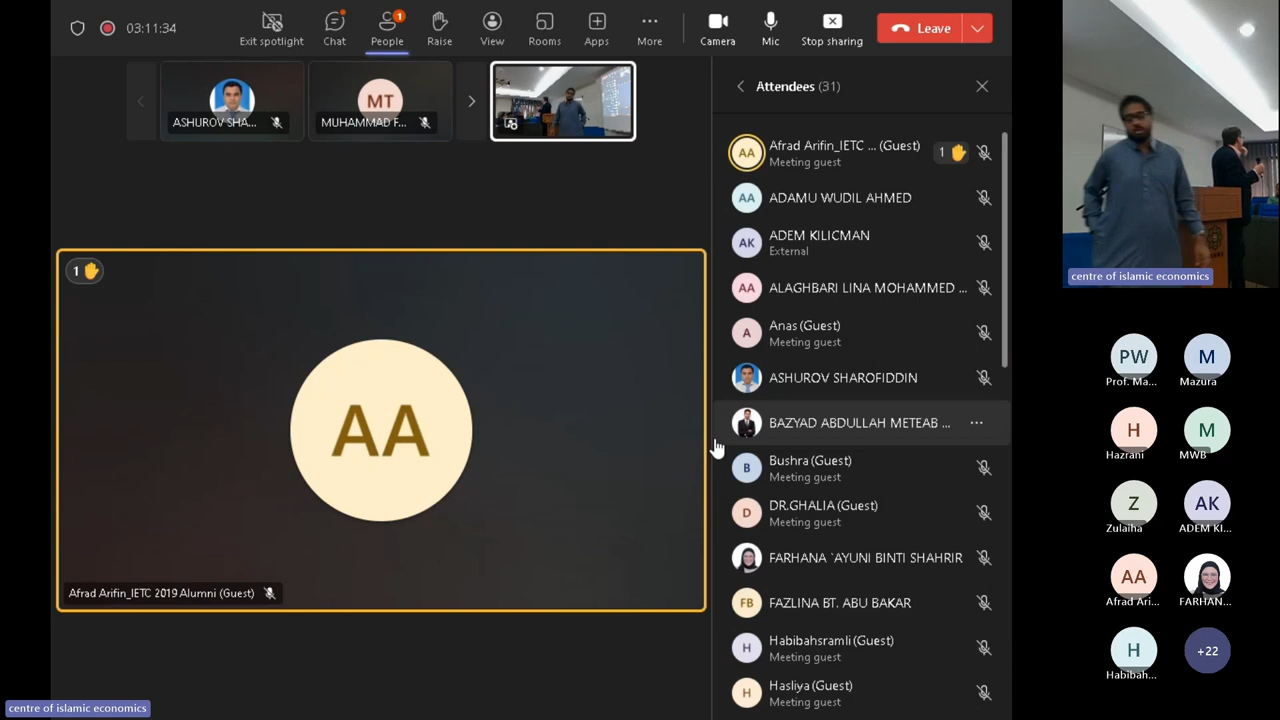 03:11:34
Exit spotlight
Chat
1
People
Raise
View
Rooms
Apps
More
Camera
Mic
Stop sharing
Leave
ASHUROV SHA...
MT
MUHAMMAD F...
1
AA
Afrad Arifin_IETC 2019 Alumni (Guest)
Attendees (31)
AA
Afrad Arifin_IETC ... (Guest)
Meeting guest
1
AA
ADAMU WUDIL AHMED
AK
ADEM KILICMAN
External
AA
ALAGHBARI LINA MOHAMMED ...
A
Anas (Guest)
Meeting guest
ASHUROV SHAROFIDDIN
BAZYAD ABDULLAH METEAB ...
B
Bushra (Guest)
Meeting guest
D
DR.GHALIA (Guest)
Meeting guest
FARHANA `AYUNI BINTI SHAHRIR
FB
FAZLINA BT. ABU BAKAR
H
Habibahsramli (Guest)
Meeting guest
H
Hasliya (Guest)
Meeting guest
centre of islamic economics
PW
Prof. Ma...
M
Mazura
H
Hazrani
M
MWB
Z
Zulaiha
AK
ADEM KI...
AA
Afrad Ari...
FARHAN...
H
Habibah...
+22
centre of islamic economics